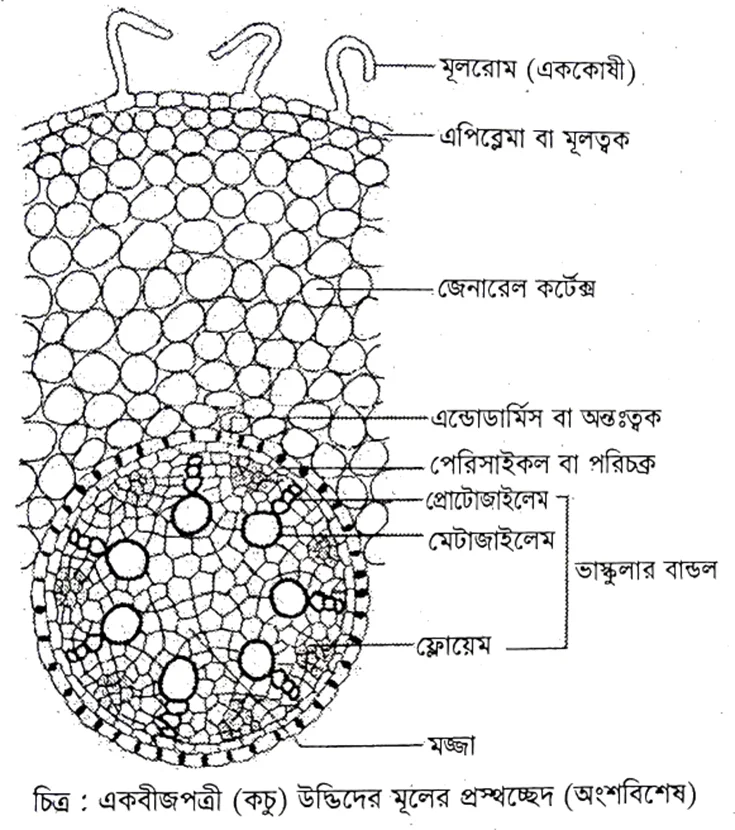 মূলরোম (এককোষী)
এপিব্লেমা বা মূলত্বক
জেনারেল কর্টেক্স
এন্ডোডার্মিস বা অন্তঃত্বক
পেরিসাইকল বা পরিচক্র
প্রোটোজাইলেম
মেটাজাইলেম
ভাস্কুলার বান্ডল
ফ্লোয়েম
মজ্জা
চিত্র : একবীজপত্রী (কচু) উদ্ভিদের মূলের প্রস্থচ্ছেদ (অংশবিশেষ)